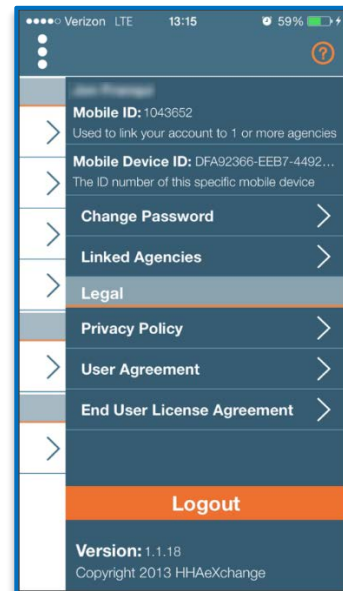 Verizon LTE 13:15 59%
Mobile ID: 1043652
Used to link your account to 1 or more agencies
Mobile Device ID: DFA92366-EEB7-4492...
The ID number of this specific mobile device
Change Password
Linked Agencies
Legal
Privacy Policy
User Agreement
End User License Agreement
Logout
Version: 1.1.18
Copyright 2013 HHAeXchange